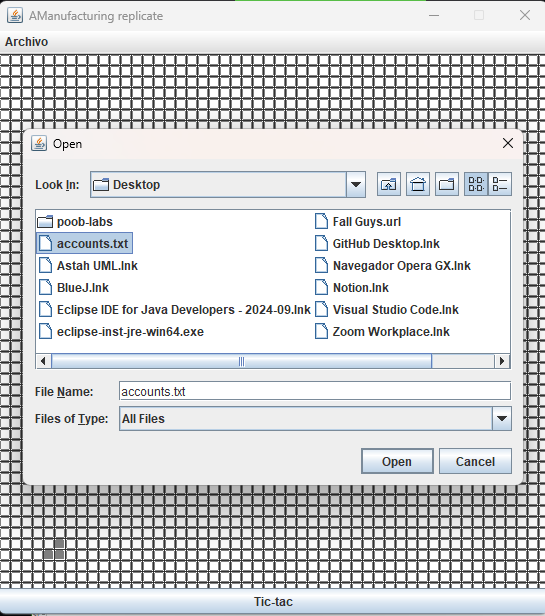 AManufacturing replicate
Archivo
Open
Look In: Desktop
poob-labs
accounts.txt
Astah UML.lnk
BlueJ.lnk
Eclipse IDE for Java Developers - 2024-09.lnk
eclipse-inst-jre-win64.exe
Fall Guys.url
GitHub Desktop.lnk
Navegador Opera GX.lnk
Notion.lnk
Visual Studio Code.lnk
Zoom Workplace.lnk
File Name: accounts.txt
Files of Type: All Files
Open Cancel
Tic-tac